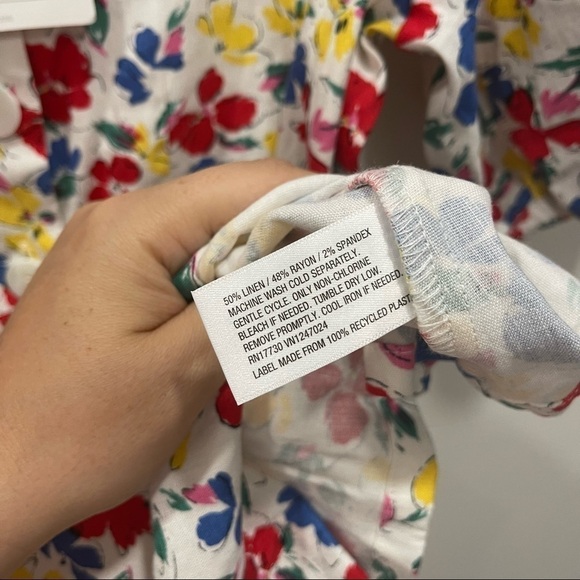 50% LINEN / 48% RAYON / 2% SPANDEX
MACHINE WASH COLD SEPARATELY.
GENTLE CYCLE. ONLY NON-CHLORINE
BLEACH IF NEEDED. TUMBLE DRY LOW.
REMOVE PROMPTLY. COOL IRON IF NEEDED.
RN17730 VN1247024
LABEL MADE FROM 100% RECYCLED PLAST